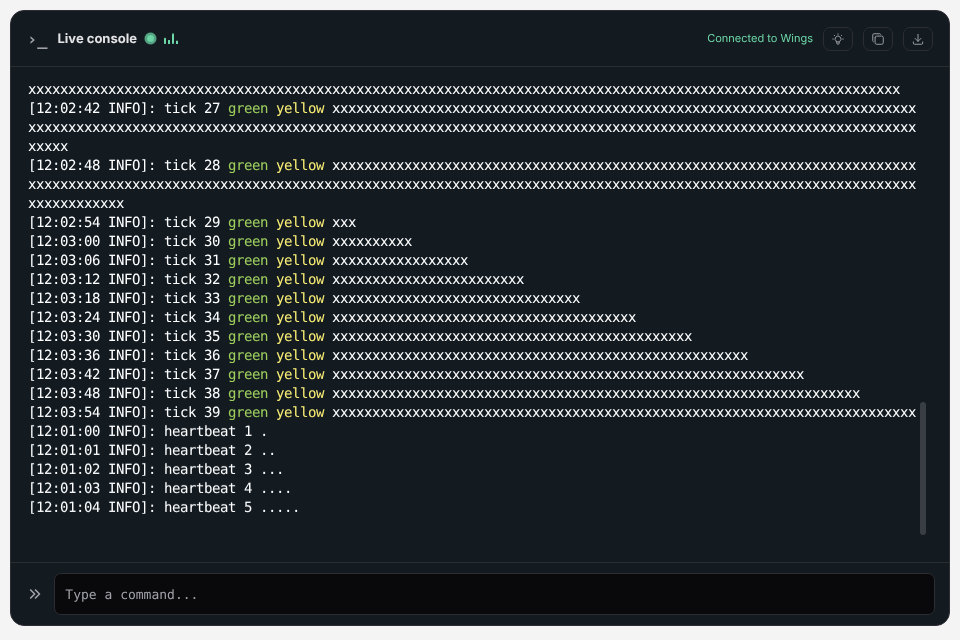 Live console
Connected to Wings
xxxxxxxxxxxxxxxxxxxxxxxxxxxxxxxxxxxxxxxxxxxxxxxxxxxxxxxxxxxxxxxxxxxxxxxxxxxxxxxxxxxxxxxxxxxxxxxxxxxxxxxxxxxxx
[12:02:42 INFO]: tick 27 green yellow xxxxxxxxxxxxxxxxxxxxxxxxxxxxxxxxxxxxxxxxxxxxxxxxxxxxxxxxxxxxxxxxxxxxxxxxx
xxxxxxxxxxxxxxxxxxxxxxxxxxxxxxxxxxxxxxxxxxxxxxxxxxxxxxxxxxxxxxxxxxxxxxxxxxxxxxxxxxxxxxxxxxxxxxxxxxxxxxxxxxxxxxx
xxxxx
[12:02:48 INFO]: tick 28 green yellow xxxxxxxxxxxxxxxxxxxxxxxxxxxxxxxxxxxxxxxxxxxxxxxxxxxxxxxxxxxxxxxxxxxxxxxxx
xxxxxxxxxxxxxxxxxxxxxxxxxxxxxxxxxxxxxxxxxxxxxxxxxxxxxxxxxxxxxxxxxxxxxxxxxxxxxxxxxxxxxxxxxxxxxxxxxxxxxxxxxxxxxxx
xxxxxxxxxxxx
[12:02:54 INFO]: tick 29 green yellow xxx
[12:03:00 INFO]: tick 30 green yellow xxxxxxxxxx
[12:03:06 INFO]: tick 31 green yellow xxxxxxxxxxxxxxxxx
[12:03:12 INFO]: tick 32 green yellow xxxxxxxxxxxxxxxxxxxxxxxx
[12:03:18 INFO]: tick 33 green yellow xxxxxxxxxxxxxxxxxxxxxxxxxxxxxxx
[12:03:24 INFO]: tick 34 green yellow xxxxxxxxxxxxxxxxxxxxxxxxxxxxxxxxxxxxxx
[12:03:30 INFO]: tick 35 green yellow xxxxxxxxxxxxxxxxxxxxxxxxxxxxxxxxxxxxxxxxxxxxx
[12:03:36 INFO]: tick 36 green yellow xxxxxxxxxxxxxxxxxxxxxxxxxxxxxxxxxxxxxxxxxxxxxxxxxxxx
[12:03:42 INFO]: tick 37 green yellow xxxxxxxxxxxxxxxxxxxxxxxxxxxxxxxxxxxxxxxxxxxxxxxxxxxxxxxxxxx
[12:03:48 INFO]: tick 38 green yellow xxxxxxxxxxxxxxxxxxxxxxxxxxxxxxxxxxxxxxxxxxxxxxxxxxxxxxxxxxxxxxxxxx
[12:03:54 INFO]: tick 39 green yellow xxxxxxxxxxxxxxxxxxxxxxxxxxxxxxxxxxxxxxxxxxxxxxxxxxxxxxxxxxxxxxxxxxxxxxxxx
[12:01:00 INFO]: heartbeat 1 .
[12:01:01 INFO]: heartbeat 2 ..
[12:01:02 INFO]: heartbeat 3 ...
[12:01:03 INFO]: heartbeat 4 ....
[12:01:04 INFO]: heartbeat 5 .....
Type a command...